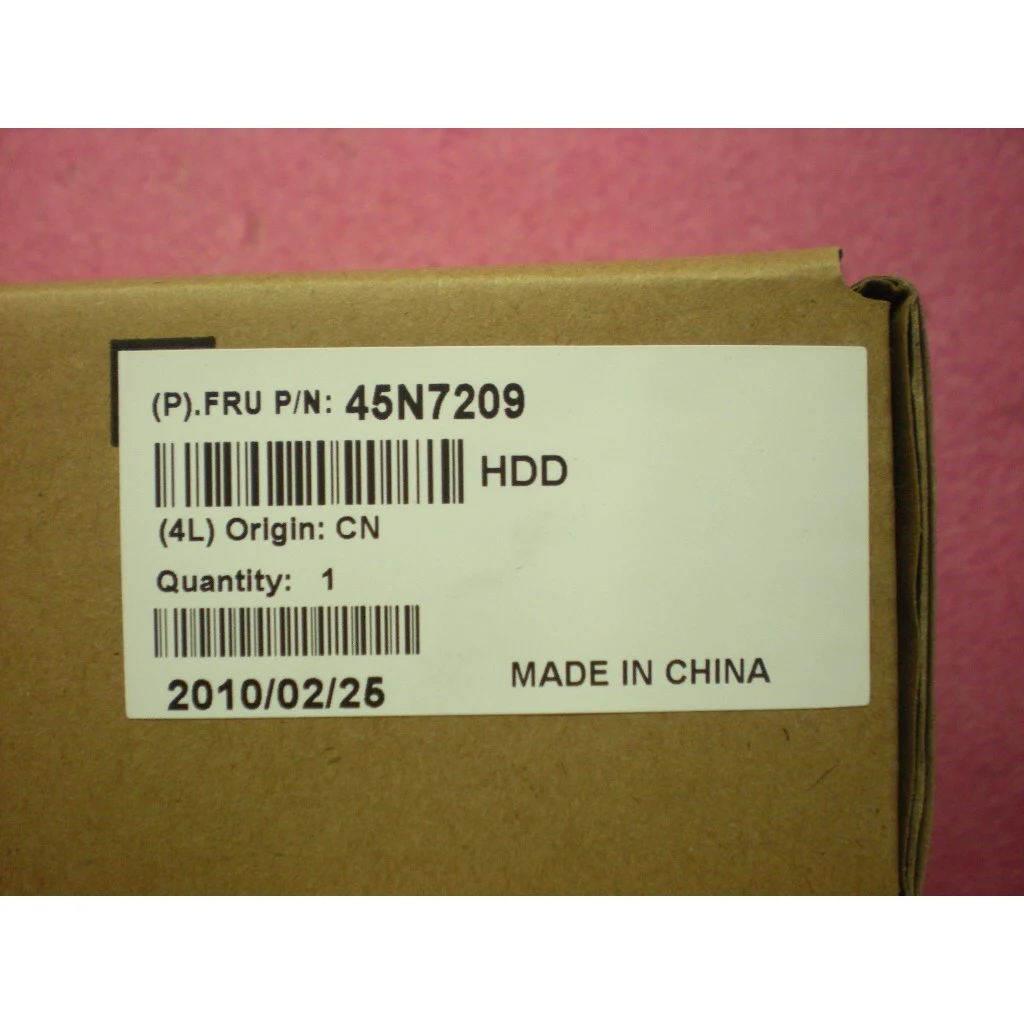 (P).FRU P/N: 45N7209
HDD
(4L) Origin: CN
Quantity: 1
2010/02/25
MADE IN CHINA